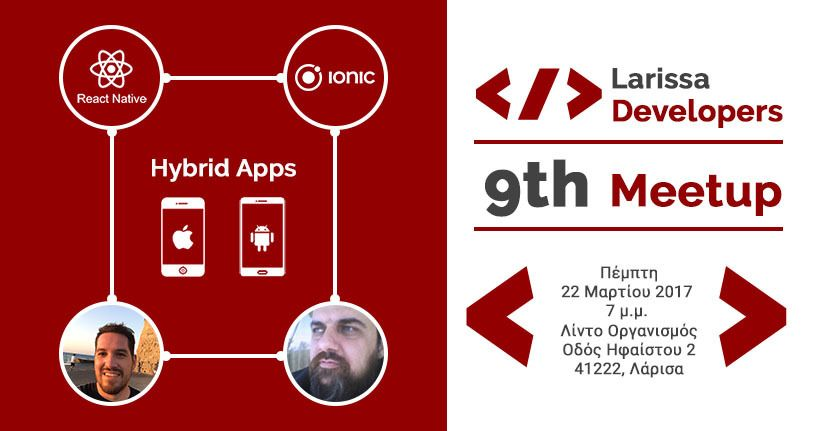 React Native
IONIC
Hybrid Apps
</> Larissa
Developers
9th Meetup
Πέμπτη
22 Μαρτίου 2017
7 μ.μ.
Λίντο Οργανισμός
Οδός Ηφαίστου 2
41222, Λάρισα